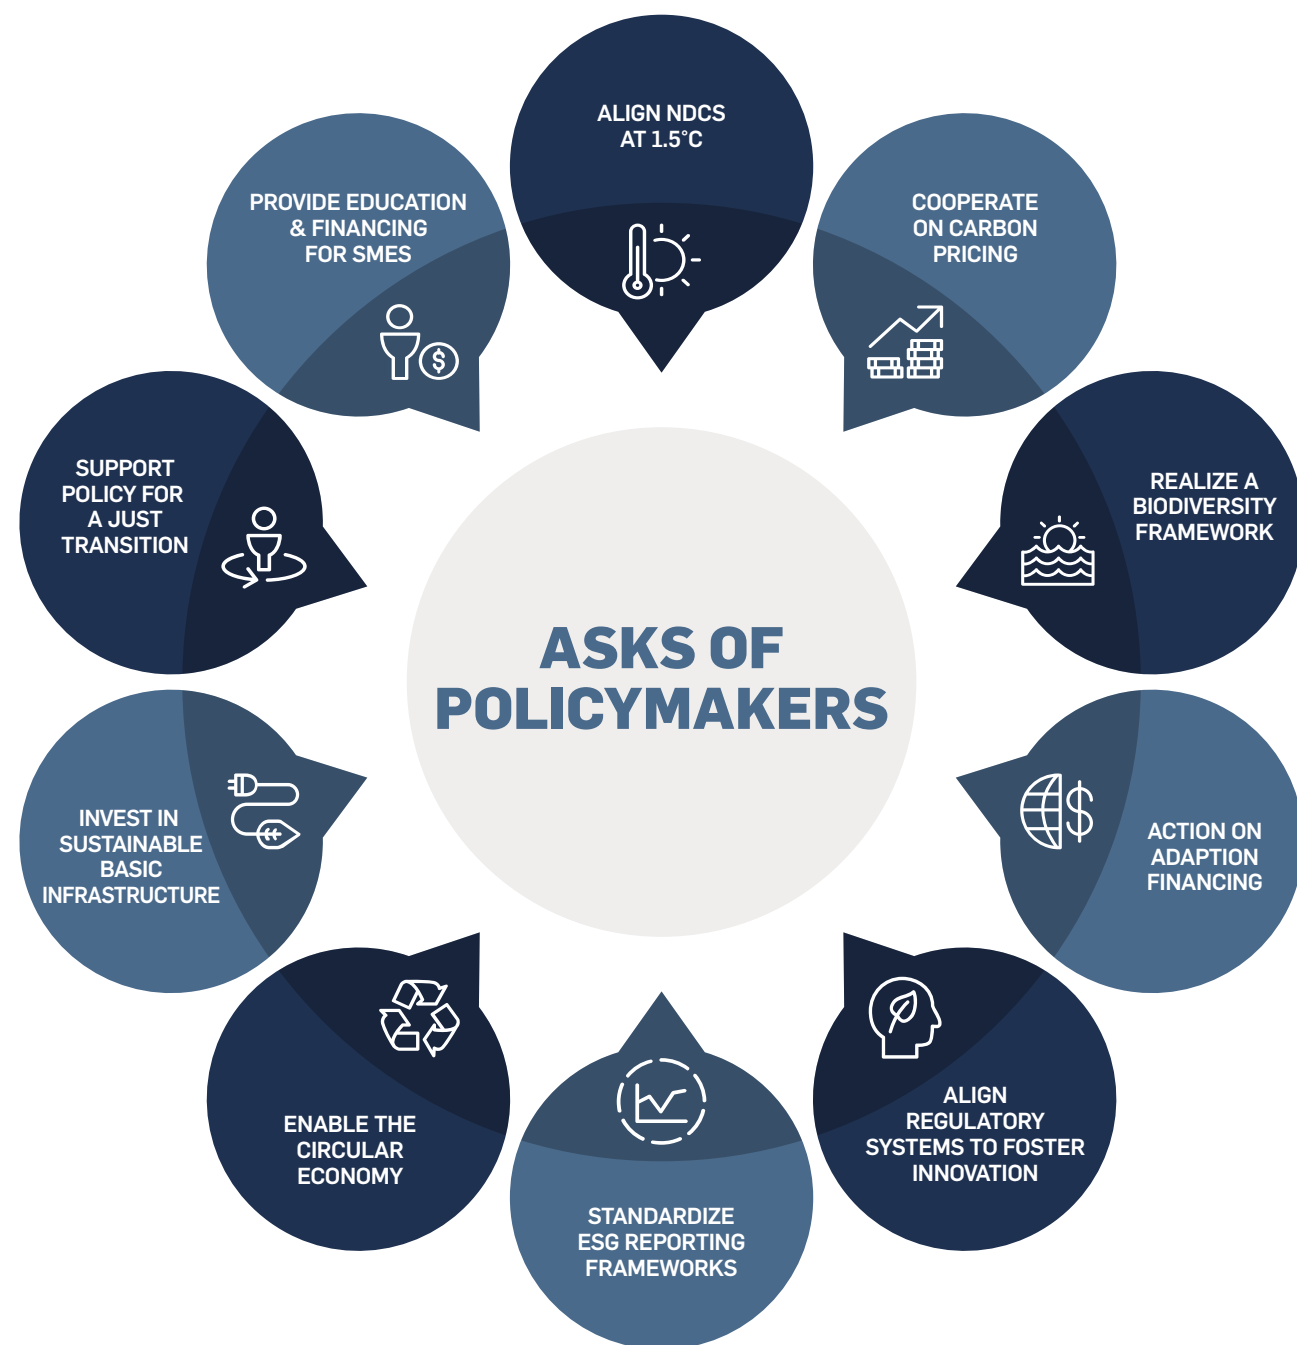 ALIGN NDCS
AT 1.5°C
COOPERATE
ON CARBON
PRICING
REALIZE A
BIODIVERSITY
FRAMEWORK
ACTION ON
ADAPTION
FINANCING
ALIGN
REGULATORY
SYSTEMS TO FOSTER
INNOVATION
STANDARDIZE
ESG REPORTING
FRAMEWORKS
ENABLE THE
CIRCULAR
ECONOMY
INVEST IN
SUSTAINABLE
BASIC
INFRASTRUCTURE
SUPPORT
POLICY FOR
A JUST
TRANSITION
PROVIDE EDUCATION
& FINANCING
FOR SMES
ASKS OF
POLICYMAKERS
$
$